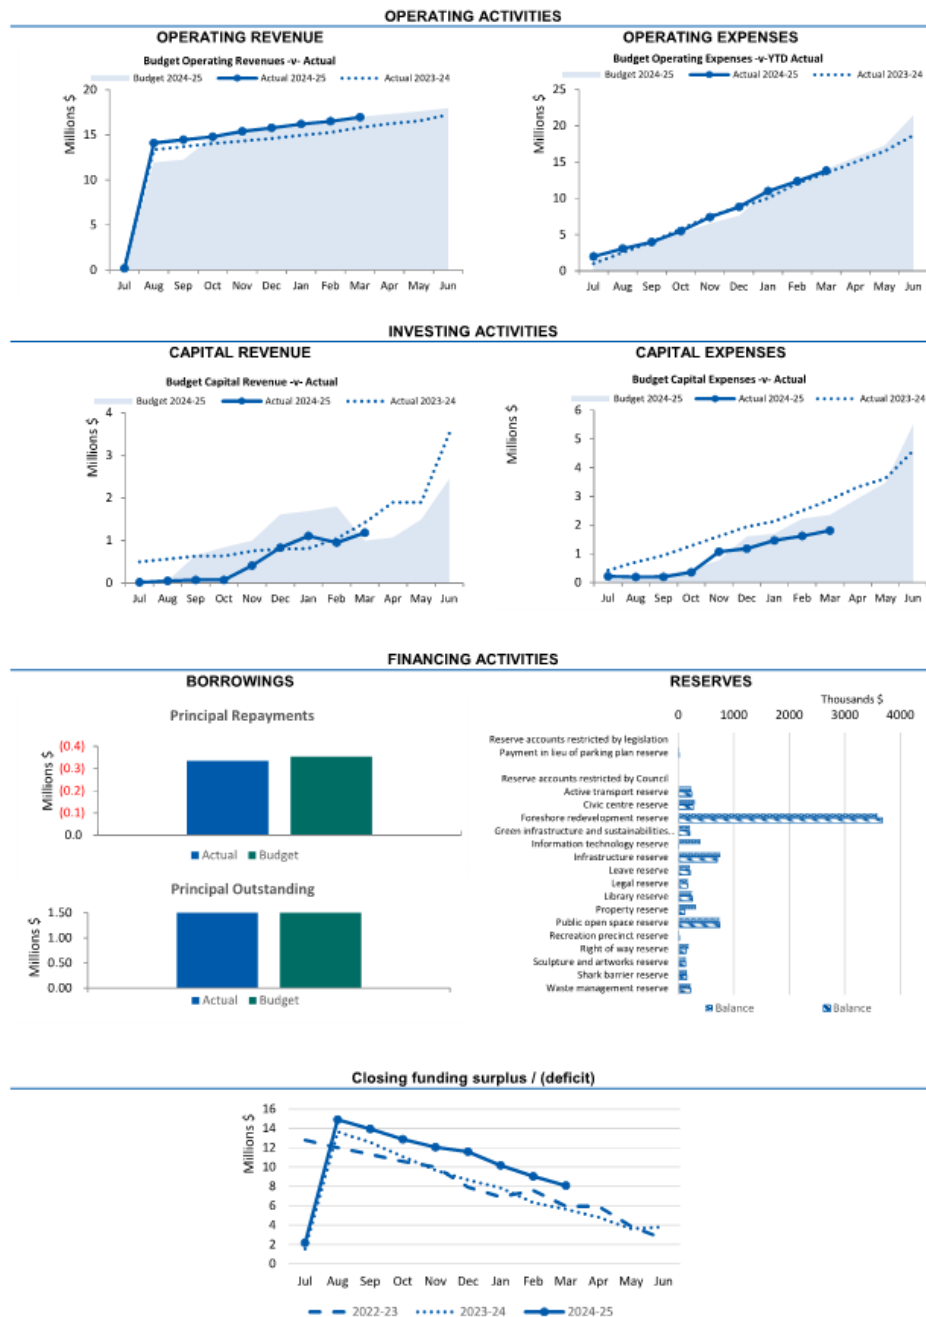 OPERATING ACTIVITIES
OPERATING REVENUE
Budget Operating Revenues -v- Actual
Budget 2024-25 Actual 2024-25 Actual 2023-24
Millions $
20
15
10
5
0
Jul Aug Sep Oct Nov Dec Jan Feb Mar Apr May Jun
OPERATING EXPENSES
Budget Operating Expenses -v-YTD Actual
Budget 2024-25 Actual 2024-25 Actual 2023-24
Millions $
25
20
15
10
5
0
Jul Aug Sep Oct Nov Dec Jan Feb Mar Apr May Jun
INVESTING ACTIVITIES
CAPITAL REVENUE
Budget Capital Revenue -v- Actual
Budget 2024-25 Actual 2024-25 Actual 2023-24
Millions $
4
3
2
1
0
Jul Aug Sep Oct Nov Dec Jan Feb Mar Apr May Jun
CAPITAL EXPENSES
Budget Capital Expenses -v- Actual
Budget 2024-25 Actual 2024-25 Actual 2023-24
Millions $
6
5
4
3
2
1
0
Jul Aug Sep Oct Nov Dec Jan Feb Mar Apr May Jun
FINANCING ACTIVITIES
BORROWINGS
Principal Repayments
Millions $
(0.4)
(0.3)
(0.2)
(0.1)
0.0
Actual Budget
Principal Outstanding
Millions $
1.50
1.00
0.50
0.00
Actual Budget
RESERVES
Thousands $
0 1000 2000 3000 4000
Reserve accounts restricted by legislation
Payment in lieu of parking plan reserve
Reserve accounts restricted by Council
Active transport reserve
Civic centre reserve
Foreshore redevelopment reserve
Green infrastructure and sustainabilities...
Information technology reserve
Infrastructure reserve
Leave reserve
Legal reserve
Library reserve
Property reserve
Public open space reserve
Recreation precinct reserve
Right of way reserve
Sculpture and artworks reserve
Shark barrier reserve
Waste management reserve
Balance Balance
Closing funding surplus / (deficit)
Millions $
16
14
12
10
8
6
4
2
0
Jul Aug Sep Oct Nov Dec Jan Feb Mar Apr May Jun
2022-23 2023-24 2024-25